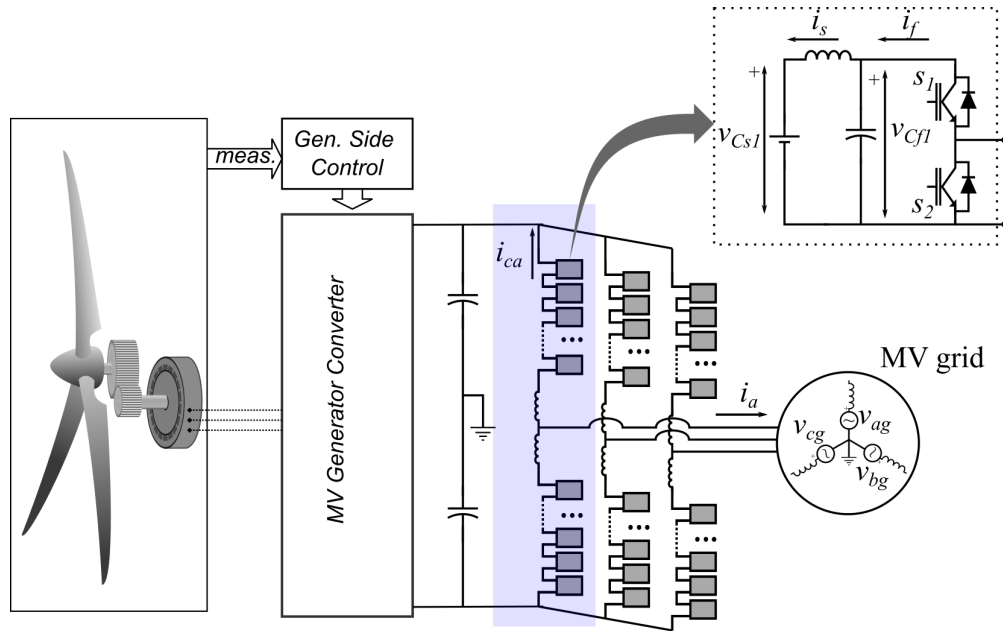 i_s
i_f
+
+
s_1
v_Cs1
v_Cf1
s_2
Gen. Side
Control
meas.
MV Generator Converter
i_ca
•••
•••
•••
MV grid
i_a
v_ag
v_cg
v_bg
•••
•••
•••